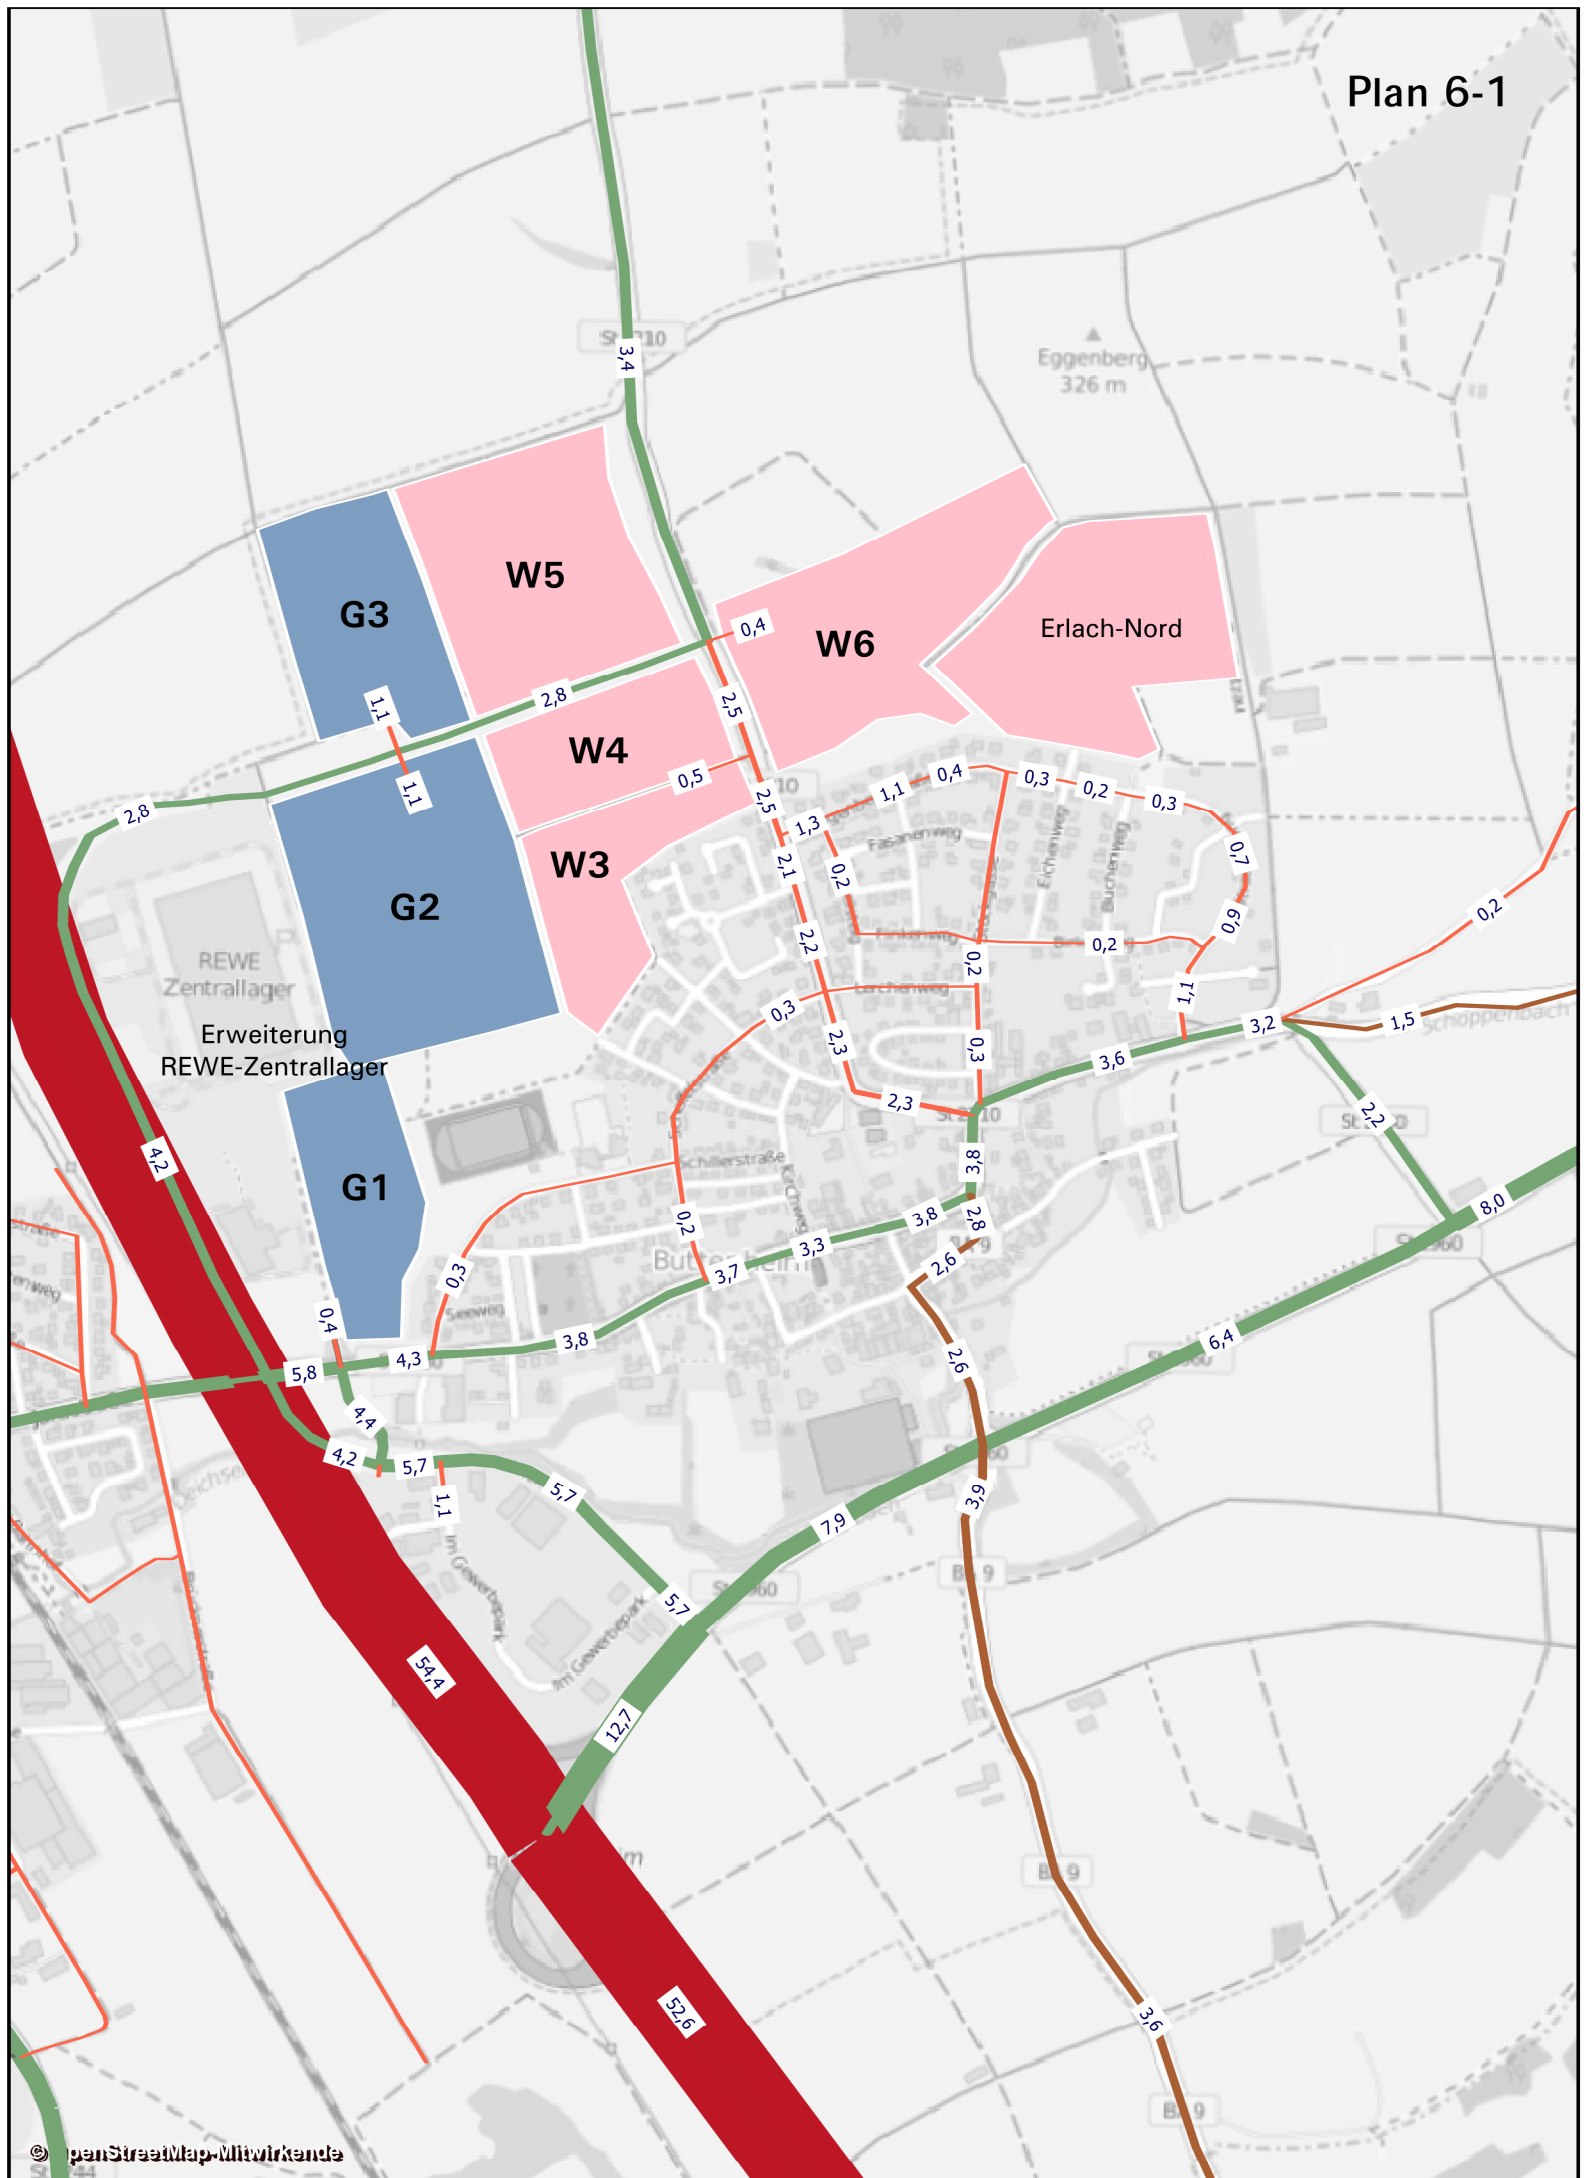 Plan 6-1
3,4
Eggenberg
326 m
W5
G3
0,4
W6
Erlach-Nord
1,1
2,8
2,5
W4
0,5
1,1
2,8
2,5
1,3
1,1
0,4
0,3
0,2
0,3
Fasanenweg
Eichenweg
Buchenweg
W3
2,1
0,2
0,7
G2
0,2
0,9
2,2
0,2
0,2
REWE
Zentrallager
Lerchenweg
1,1
0,3
Erweiterung
REWE-Zentrallager
2,3
0,3
3,6
3,2
1,5
Schoppenbach
2,3
2,2
4,2
3,8
Schillerstraße
Kirchweg
G1
0,2
3,8
2,8
8,0
3,3
2,6
0,3
3,7
Seeweg
0,4
3,8
6,4
5,8
4,3
2,6
4,4
4,2
5,7
5,7
1,1
3,9
7,9
Im Gewerbepark
5,7
Im Gewerbepark
54,4
12,7
52,6
3,6
© OpenStreetMap-Mitwirkende